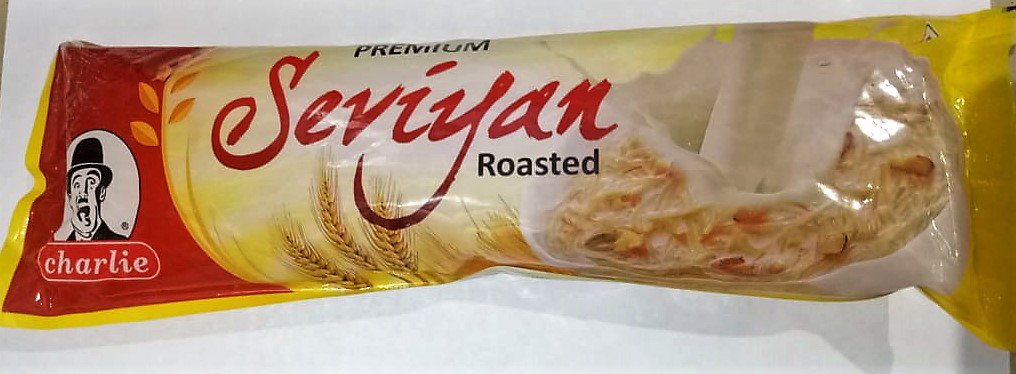 PREMIUM
Seviyan
Roasted
®
charlie